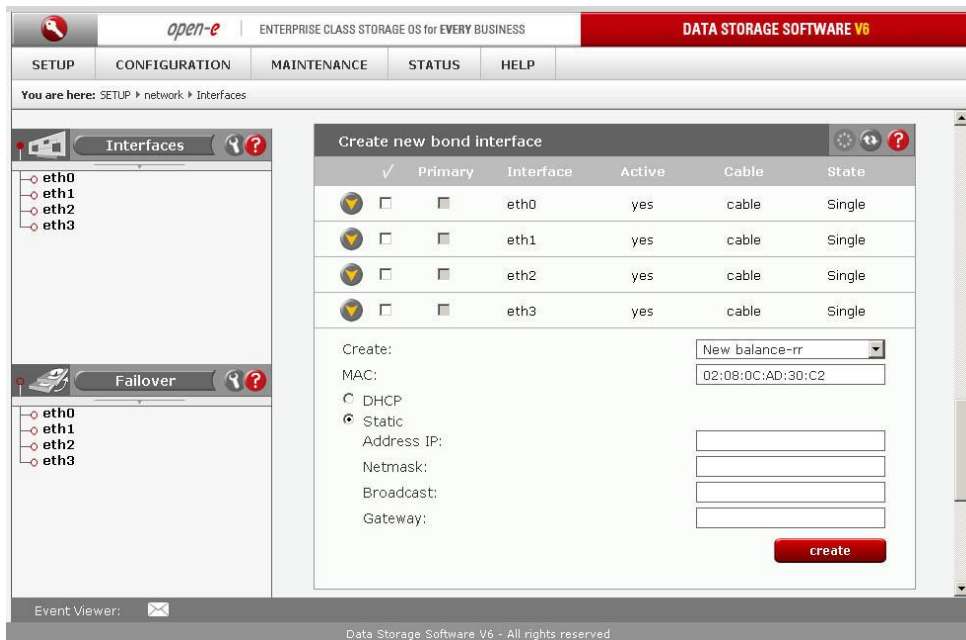 open-e ENTERPRISE CLASS STORAGE OS for EVERY BUSINESS DATA STORAGE SOFTWARE V6
SETUP CONFIGURATION MAINTENANCE STATUS HELP
You are here: SETUP network Interfaces
Interfaces ?
eth0
eth1
eth2
eth3
Failover ?
eth0
eth1
eth2
eth3
Create new bond interface ?
√ Primary Interface Active Cable State
eth0 yes cable Single
eth1 yes cable Single
eth2 yes cable Single
eth3 yes cable Single
Create: New balance-rr
MAC: 02:08:0C:AD:30:C2
DHCP
Static
Address IP:
Netmask:
Broadcast:
Gateway:
create
Event Viewer:
Data Storage Software V6 - All rights reserved